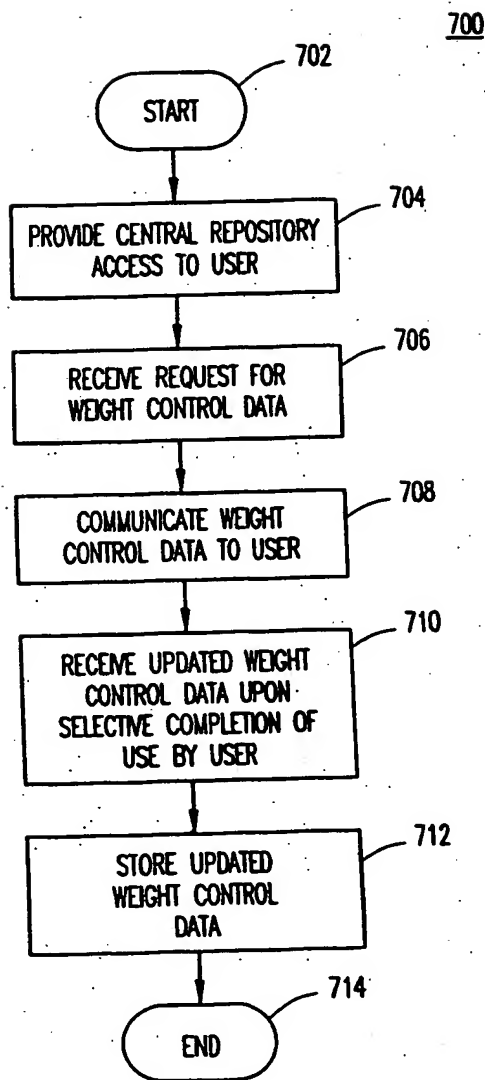 700
702
START
704
PROVIDE CENTRAL REPOSITORY
ACCESS TO USER
706
RECEIVE REQUEST FOR
WEIGHT CONTROL DATA
708
COMMUNICATE WEIGHT
CONTROL DATA TO USER
710
RECEIVE UPDATED WEIGHT
CONTROL DATA UPON
SELECTIVE COMPLETION OF
USE BY USER
712
STORE UPDATED
WEIGHT CONTROL
DATA
714
END